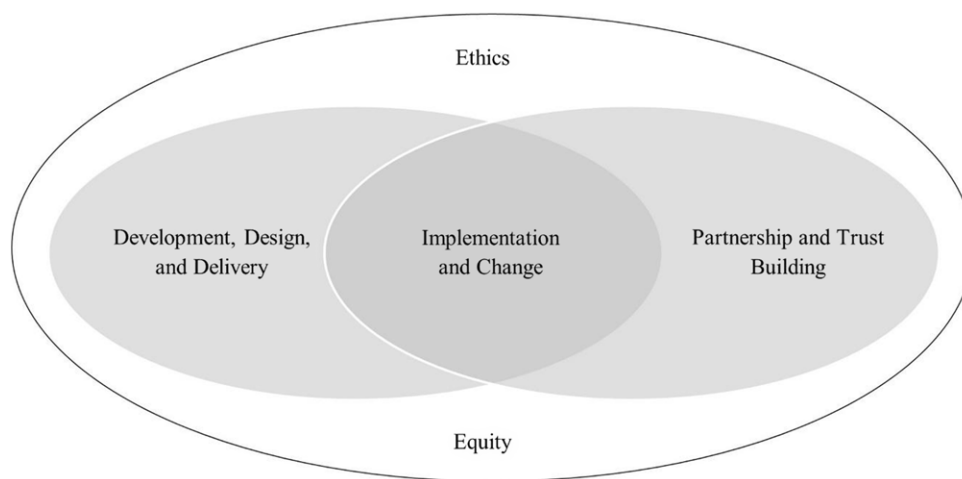 Ethics
Development, Design,
and Delivery
Implementation
and Change
Partnership and Trust
Building
Equity